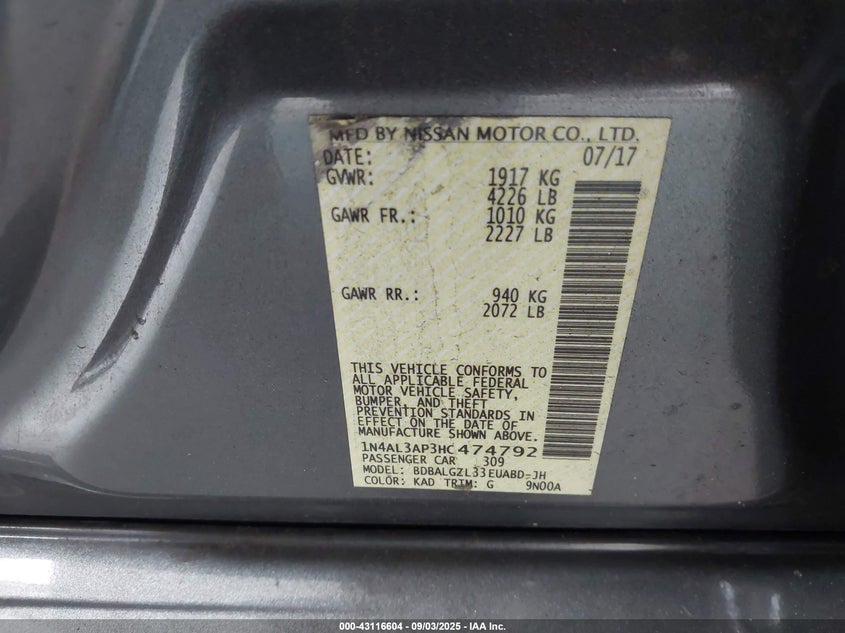 MFD BY NISSAN MOTOR CO., LTD.
DATE: 07/17
GVWR: 1917 KG
4226 LB
GAWR FR.: 1010 KG
2227 LB
GAWR RR.: 940 KG
2072 LB
THIS VEHICLE CONFORMS TO
ALL APPLICABLE FEDERAL
MOTOR VEHICLE SAFETY,
BUMPER, AND THEFT
PREVENTION STANDARDS IN
EFFECT ON THE DATE OF
MANUFACTURE SHOWN ABOVE.
1N4AL3AP3HC474792
PASSENGER CAR 309
MODEL: BDBALGZL33EUABD-JH
COLOR: KAD TRIM: G 9N00A
000-43116604 - 09/03/2025 - IAA Inc.